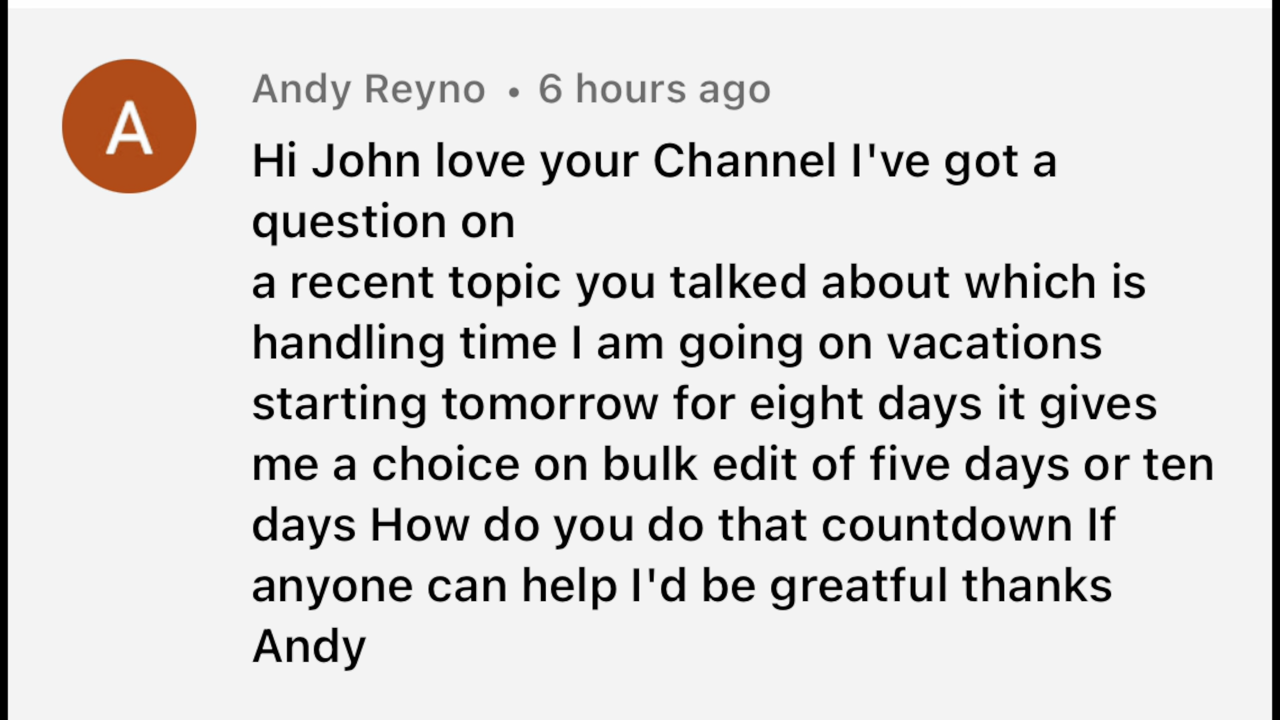 A
Andy Reyno • 6 hours ago
Hi John love your Channel I've got a
question on
a recent topic you talked about which is
handling time I am going on vacations
starting tomorrow for eight days it gives
me a choice on bulk edit of five days or ten
days How do you do that countdown If
anyone can help I'd be greatful thanks
Andy